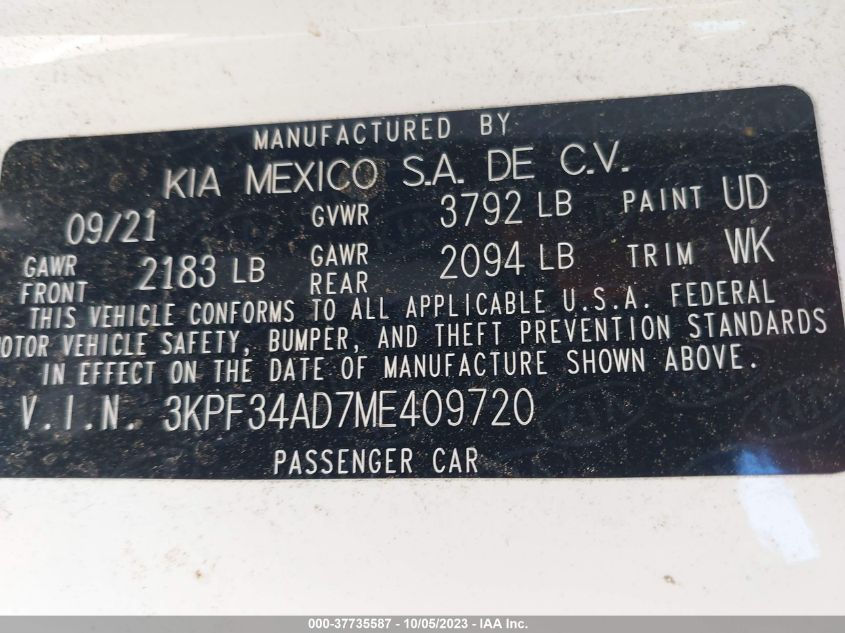 MANUFACTURED BY
KIA MEXICO S.A. DE C.V.
09/21 GVWR 3792 LB PAINT UD
GAWR FRONT 2183 LB GAWR REAR 2094 LB TRIM WK
THIS VEHICLE CONFORMS TO ALL APPLICABLE U.S.A. FEDERAL
OTOR VEHICLE SAFETY, BUMPER, AND THEFT PREVENTION STANDARDS
IN EFFECT ON THE DATE OF MANUFACTURE SHOWN ABOVE.
V.I.N. 3KPF34AD7ME409720
PASSENGER CAR
000-37735587 - 10/05/2023 - IAA Inc.